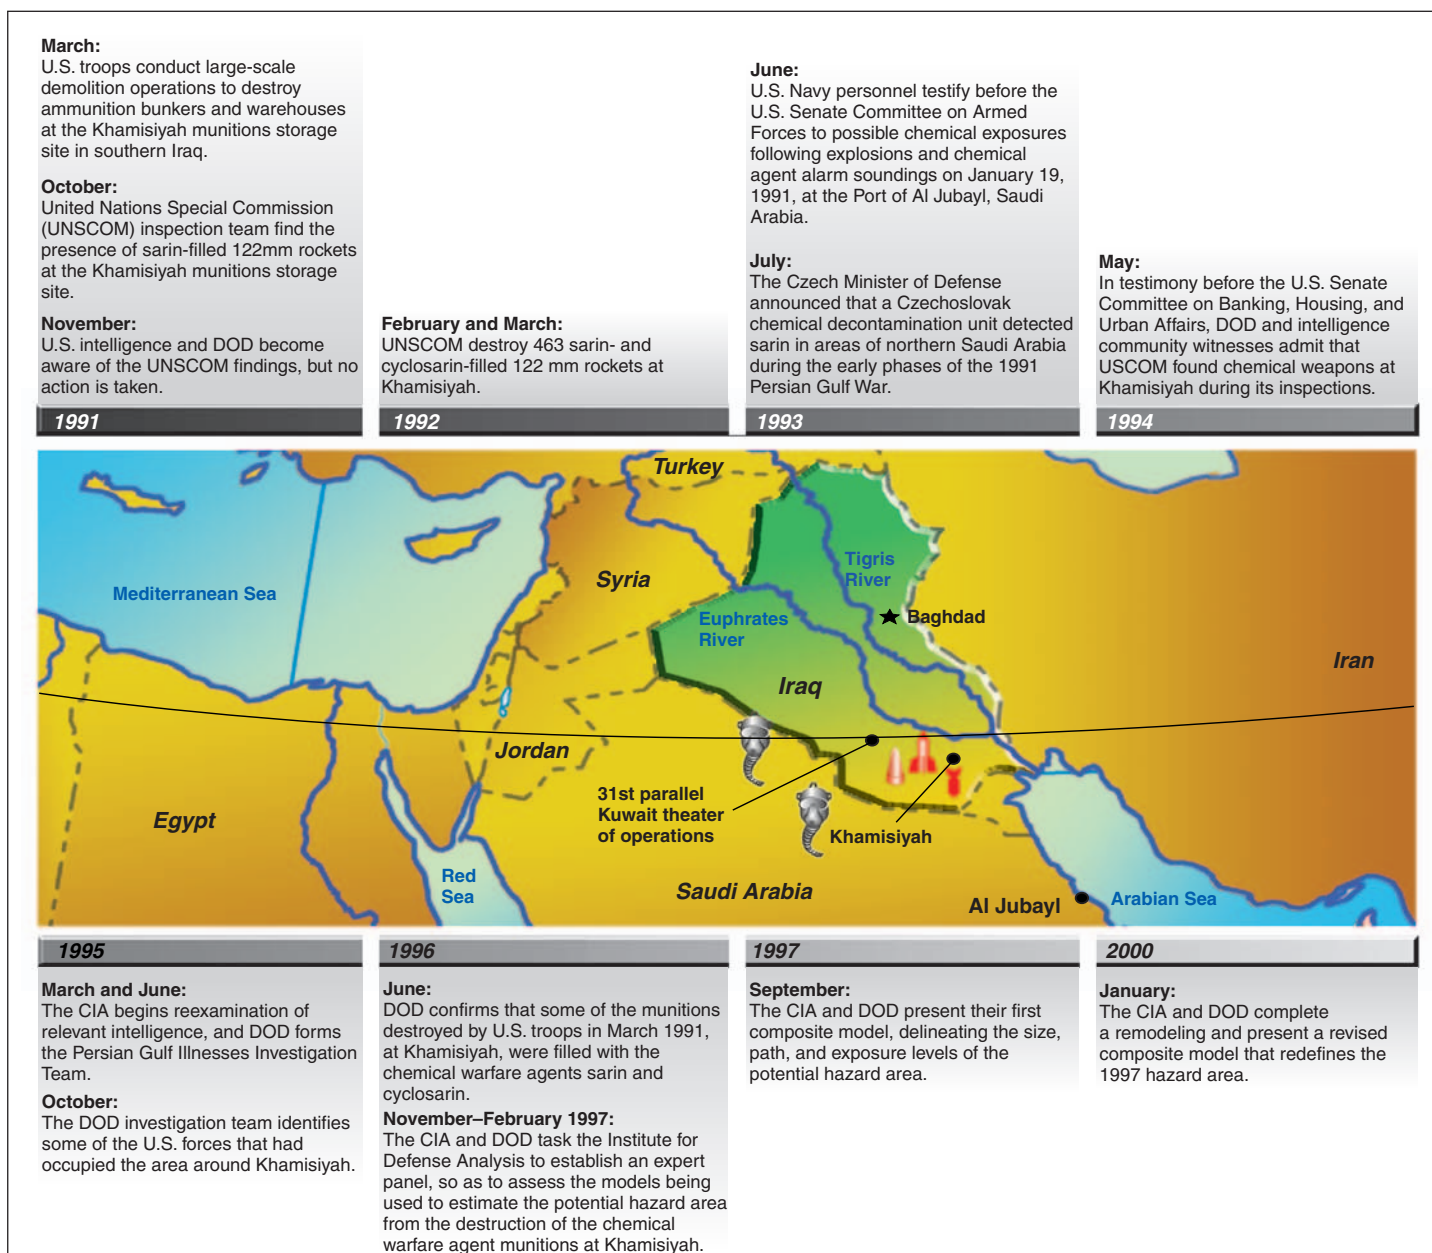 March:
U.S. troops conduct large-scale
demolition operations to destroy
ammunition bunkers and warehouses
at the Khamisiyah munitions storage
site in southern Iraq.
October:
United Nations Special Commission
(UNSCOM) inspection team find the
presence of sarin-filled 122mm rockets
at the Khamisiyah munitions storage
site.
November:
U.S. intelligence and DOD become
aware of the UNSCOM findings, but no
action is taken.
1991
February and March:
UNSCOM destroy 463 sarin- and
cyclosarin-filled 122 mm rockets at
Khamisiyah.
1992
June:
U.S. Navy personnel testify before the
U.S. Senate Committee on Armed
Forces to possible chemical exposures
following explosions and chemical
agent alarm soundings on January 19,
1991, at the Port of Al Jubayl, Saudi
Arabia.
July:
The Czech Minister of Defense
announced that a Czechoslovak
chemical decontamination unit detected
sarin in areas of northern Saudi Arabia
during the early phases of the 1991
Persian Gulf War.
1993
May:
In testimony before the U.S. Senate
Committee on Banking, Housing, and
Urban Affairs, DOD and intelligence
community witnesses admit that
USCOM found chemical weapons at
Khamisiyah during its inspections.
1994
Turkey
Syria
Tigris
River
Mediterranean Sea
Euphrates
River
Baghdad
Iran
Iraq
Jordan
31st parallel
Kuwait theater
of operations
Khamisiyah
Egypt
Red
Sea
Saudi Arabia
Al Jubayl
Arabian Sea
1995
March and June:
The CIA begins reexamination of
relevant intelligence, and DOD forms
the Persian Gulf Illnesses Investigation
Team.
October:
The DOD investigation team identifies
some of the U.S. forces that had
occupied the area around Khamisiyah.
1996
June:
DOD confirms that some of the munitions
destroyed by U.S. troops in March 1991,
at Khamisiyah, were filled with the
chemical warfare agents sarin and
cyclosarin.
November–February 1997:
The CIA and DOD task the Institute for
Defense Analysis to establish an expert
panel, so as to assess the models being
used to estimate the potential hazard area
from the destruction of the chemical
warfare agent munitions at Khamisiyah.
1997
September:
The CIA and DOD present their first
composite model, delineating the size,
path, and exposure levels of the
potential hazard area.
2000
January:
The CIA and DOD complete
a remodeling and present a revised
composite model that redefines the
1997 hazard area.